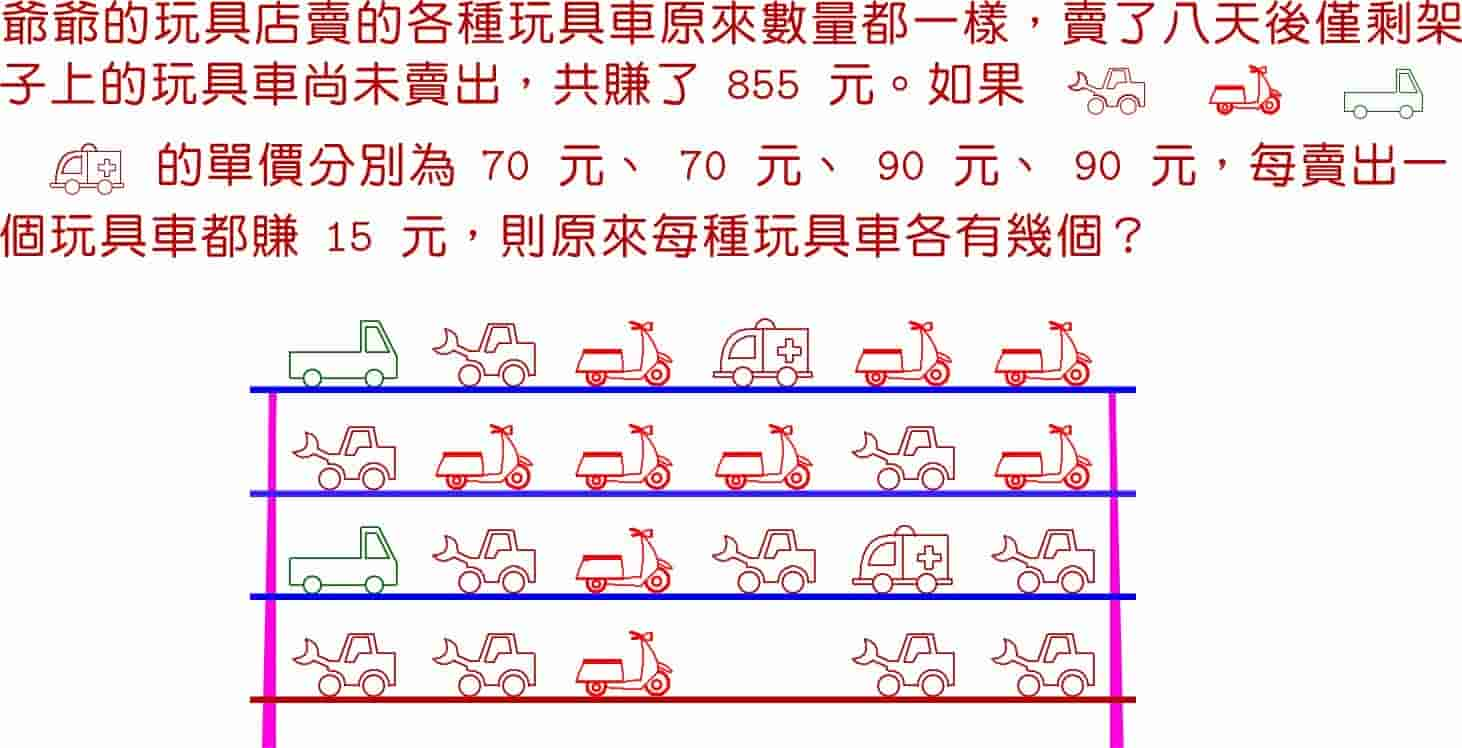 爺爺的玩具店賣的各種玩具車原來數量都一樣，賣了八天後僅剩架
子上的玩具車尚未賣出，共賺了 855 元。如果
的單價分別為 70 元、 70 元、 90 元、 90 元，每賣出一
個玩具車都賺 15 元，則原來每種玩具車各有幾個？